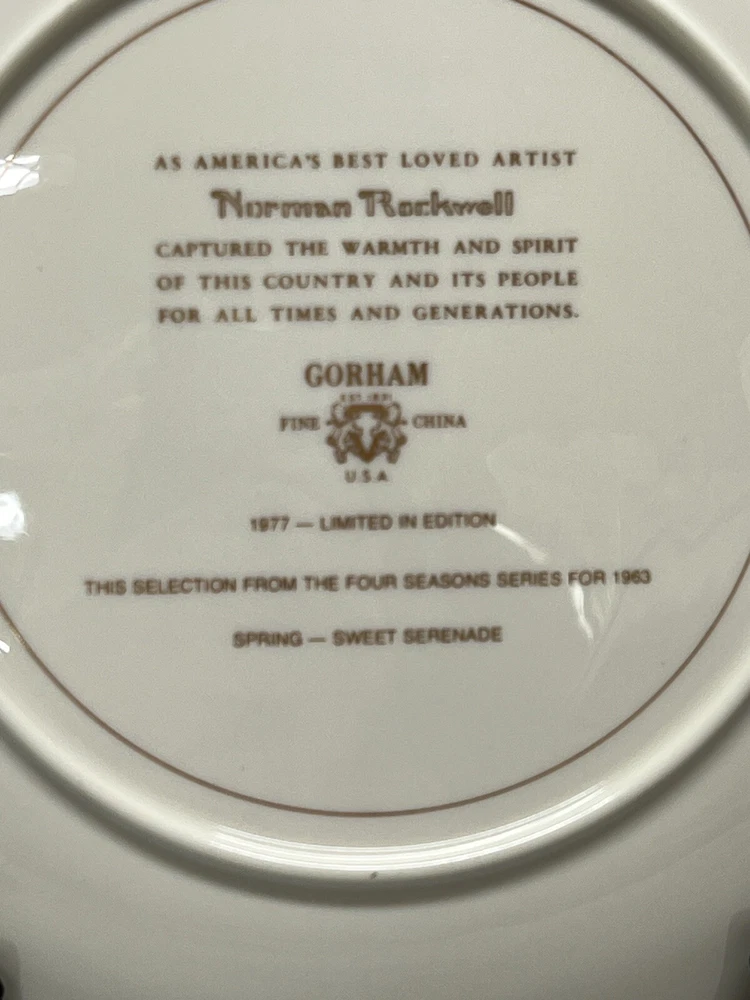 AS AMERICA'S BEST LOVED ARTIST
Norman Rockwell
CAPTURED THE WARMTH AND SPIRIT
OF THIS COUNTRY AND ITS PEOPLE
FOR ALL TIMES AND GENERATIONS.
GORHAM
EST. 1831
FINE CHINA
U.S.A
1977 — LIMITED IN EDITION
THIS SELECTION FROM THE FOUR SEASONS SERIES FOR 1963
SPRING — SWEET SERENADE